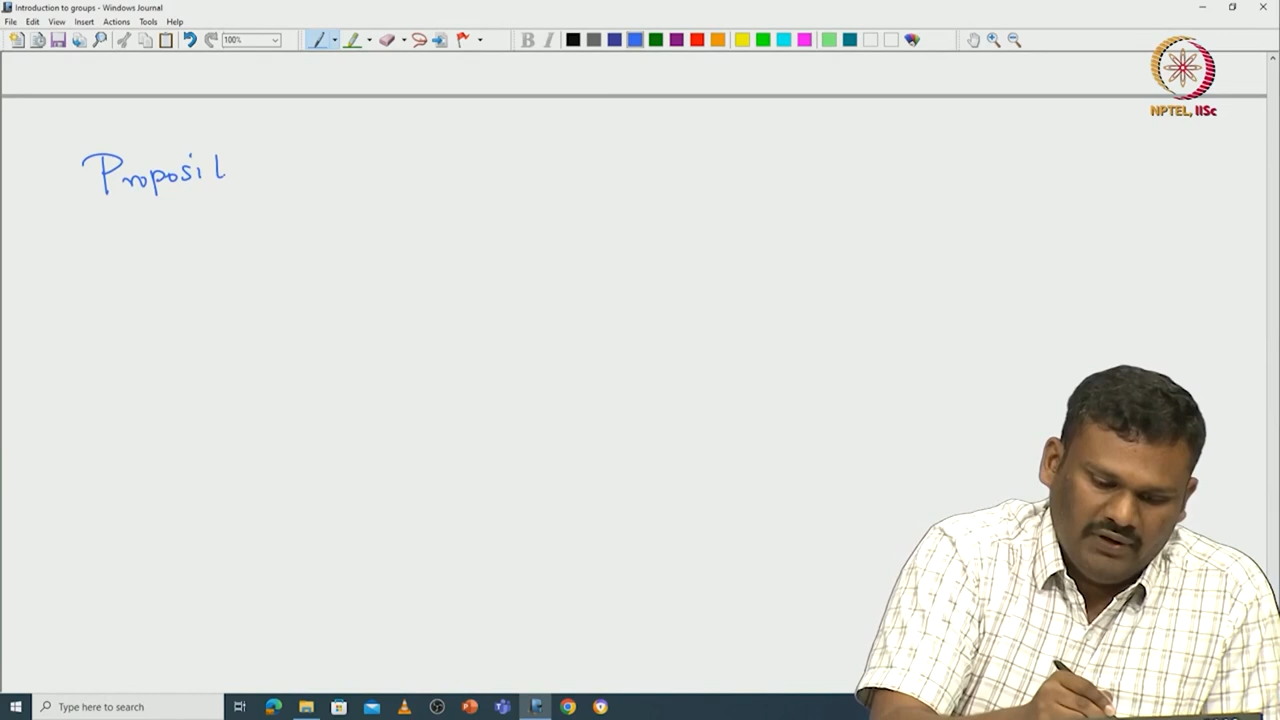 Introduction to groups - Windows Journal
File Edit View Insert Actions Tools Help
100%
B I
NPTEL, IISc
Proposit
Type here to search